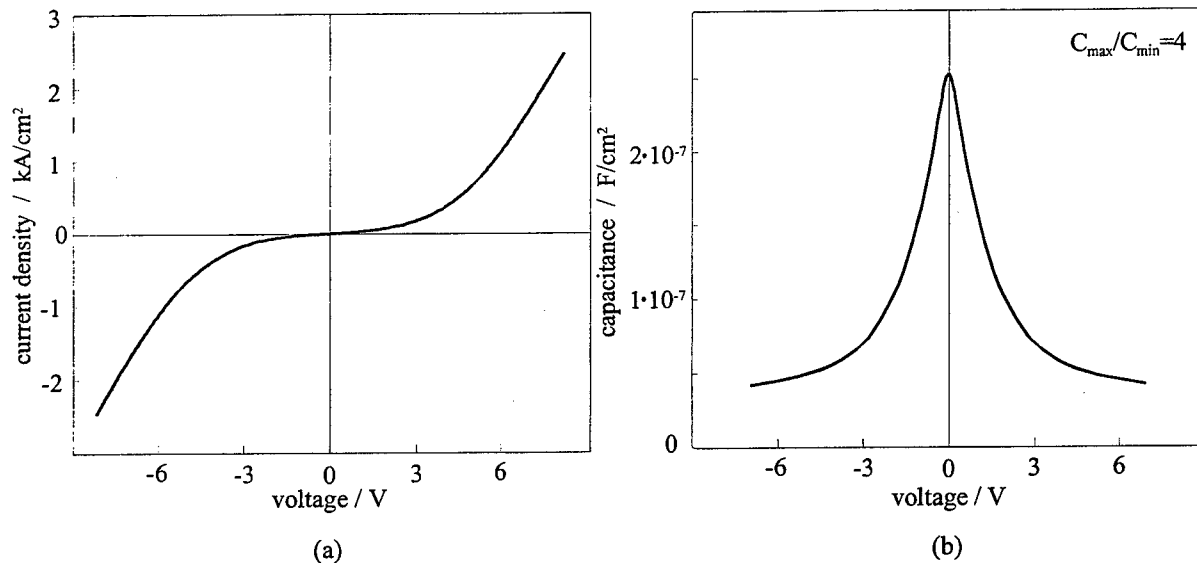 current density / kA/cm²
3
2
1
0
-1
-2
-6
-3
0
3
6
voltage / V
(a)
C_max/C_min=4
capacitance / F/cm²
2·10⁻⁷
1·10⁻⁷
0
-6
-3
0
3
6
voltage / V
(b)